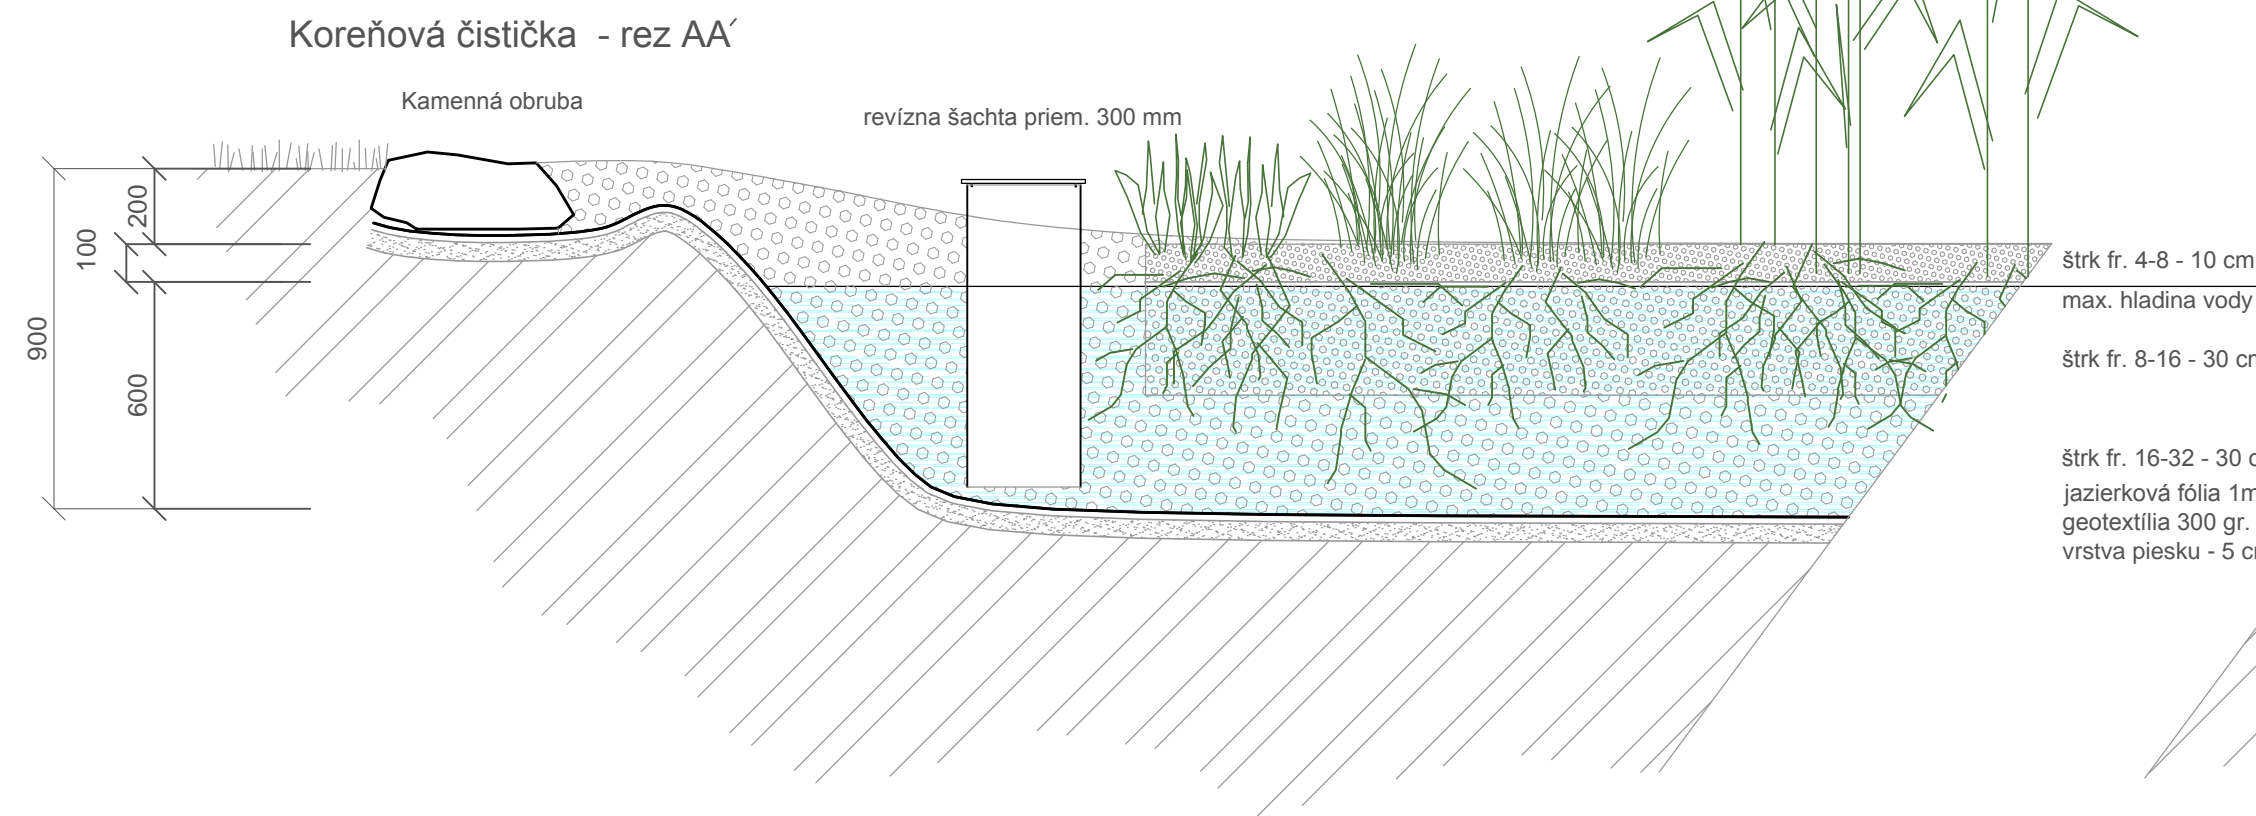 Koreňová čistička - rez AA´
Kamenná obruba
revízna šachta priem. 300 mm
200
100
900
600
štrk fr. 4-8 - 10 cm
max. hladina vody
štrk fr. 8-16 - 30 cm
štrk fr. 16-32 - 30 c
jazierková fólia 1m
geotextília 300 gr.
vrstva piesku - 5 cm